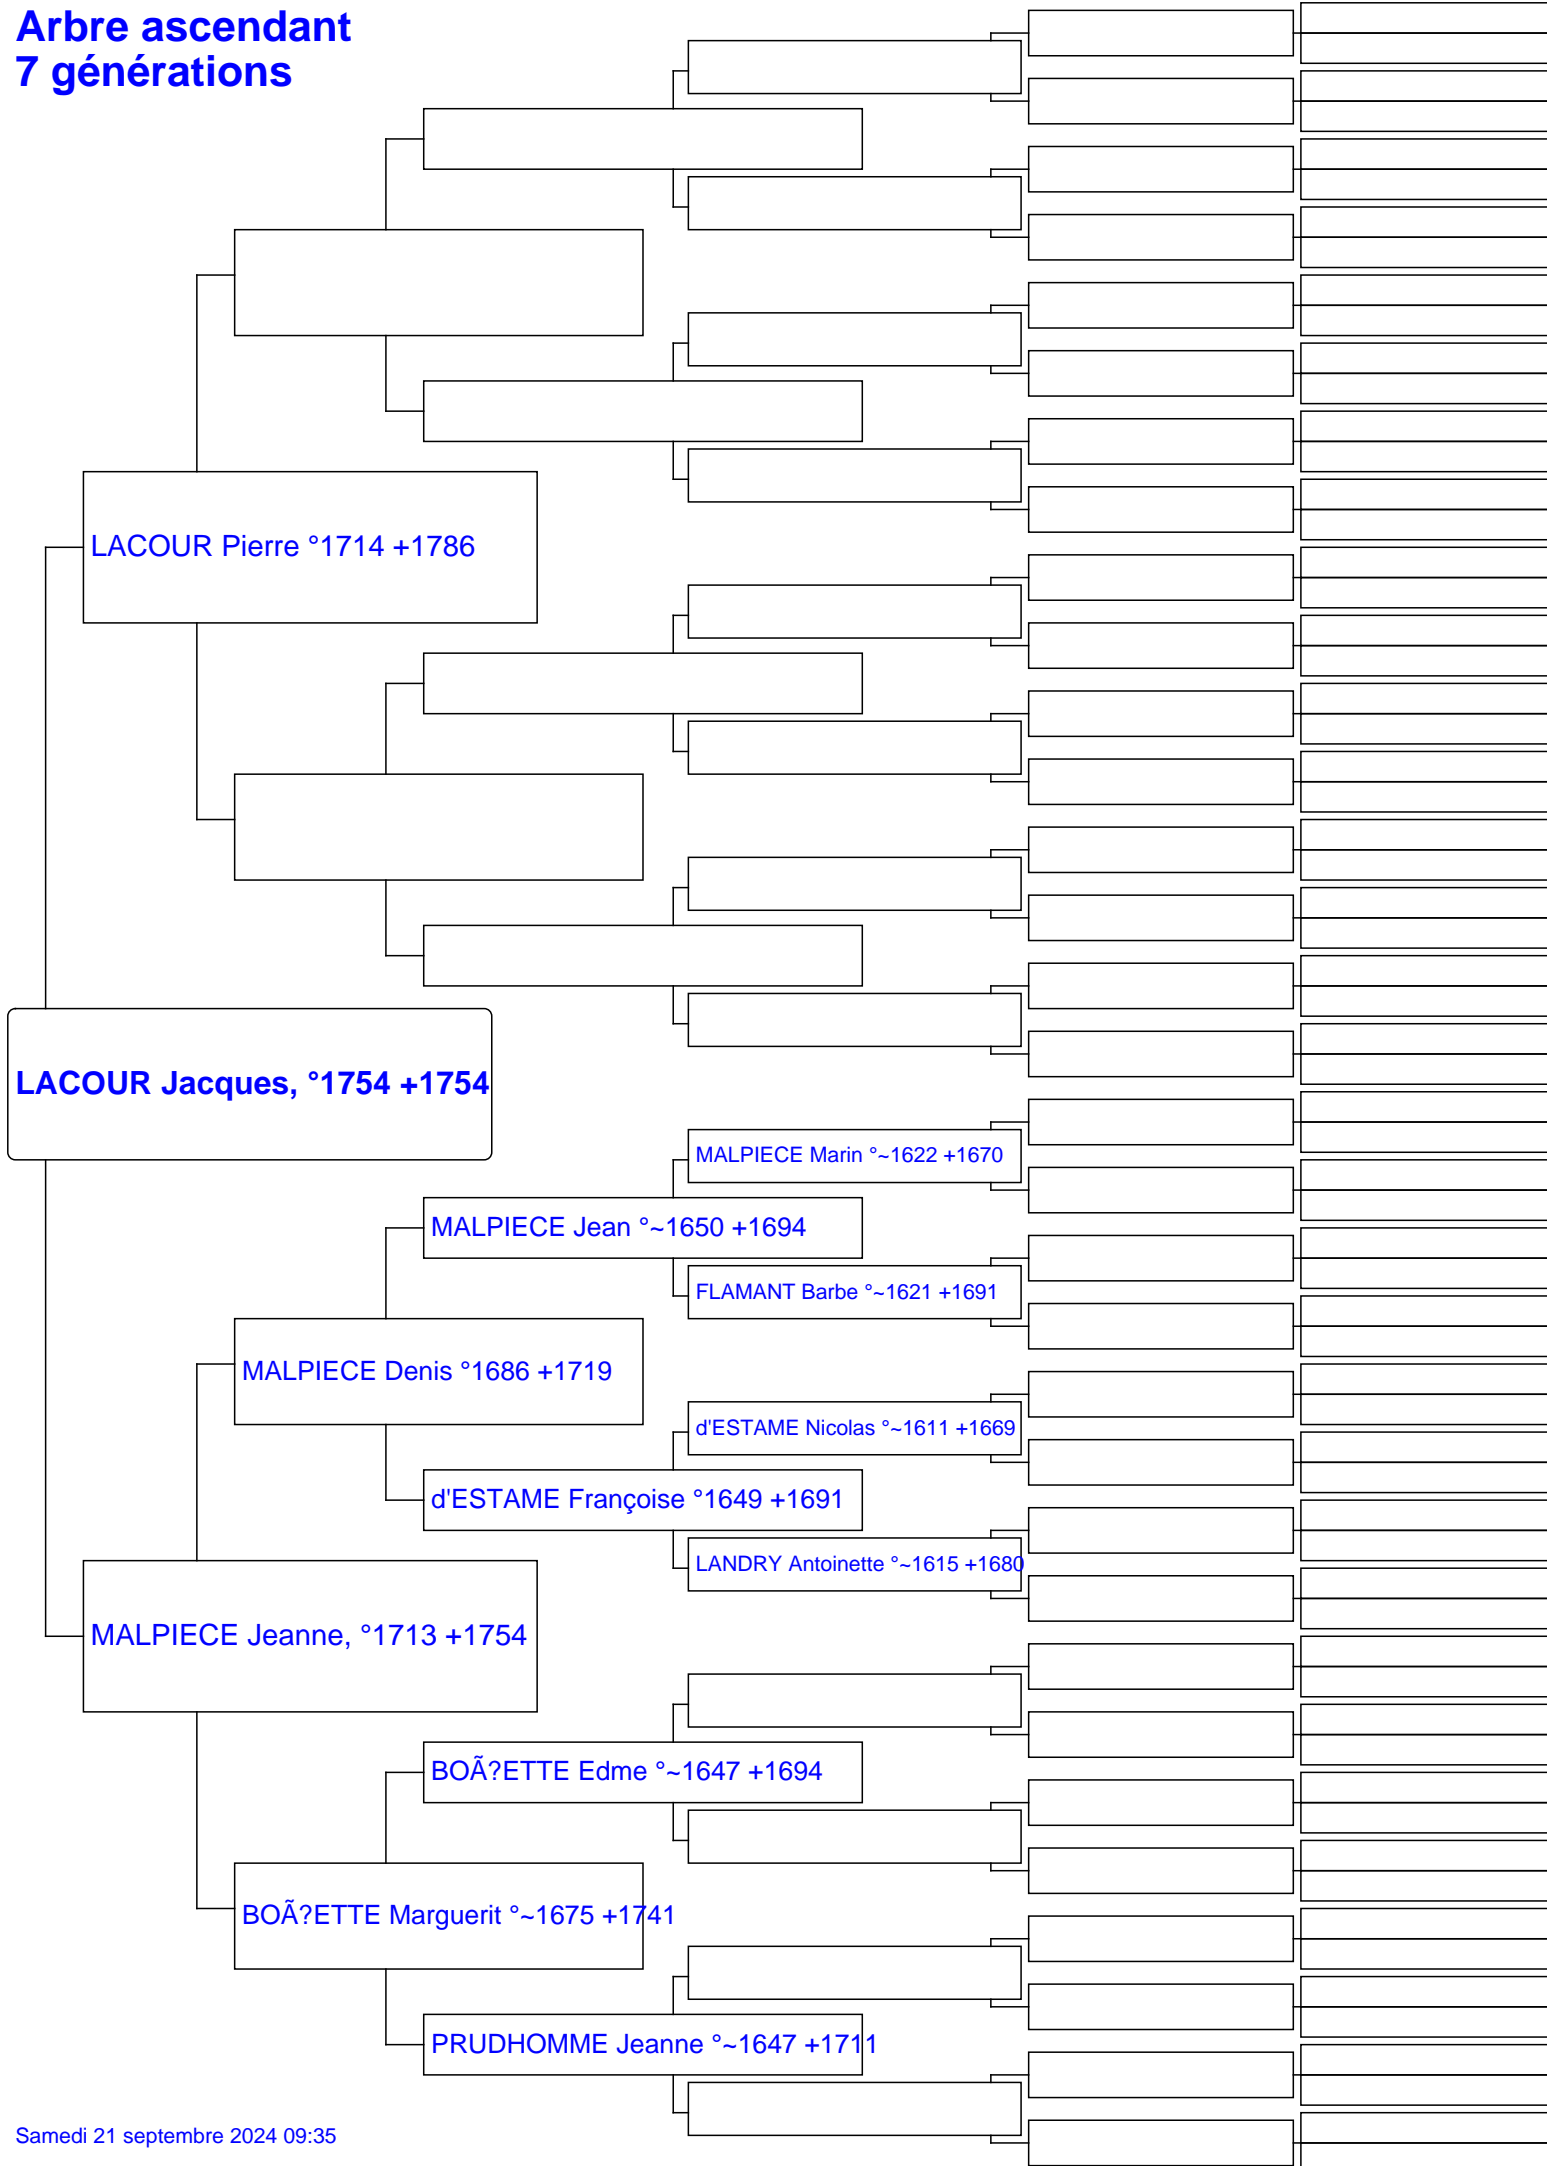 Arbre ascendant
7 générations
LACOUR Pierre °1714 +1786
LACOUR Jacques, °1754 +1754
MALPIECE Marin °~1622 +1670
MALPIECE Jean °~1650 +1694
FLAMANT Barbe °~1621 +1691
MALPIECE Denis °1686 +1719
d'ESTAME Nicolas °~1611 +1669
d'ESTAME Françoise °1649 +1691
LANDRY Antoinette °~1615 +1680
MALPIECE Jeanne, °1713 +1754
BOÃ?ETTE Edme °~1647 +1694
BOÃ?ETTE Marguerit °~1675 +1741
PRUDHOMME Jeanne °~1647 +1711
Samedi 21 septembre 2024 09:35